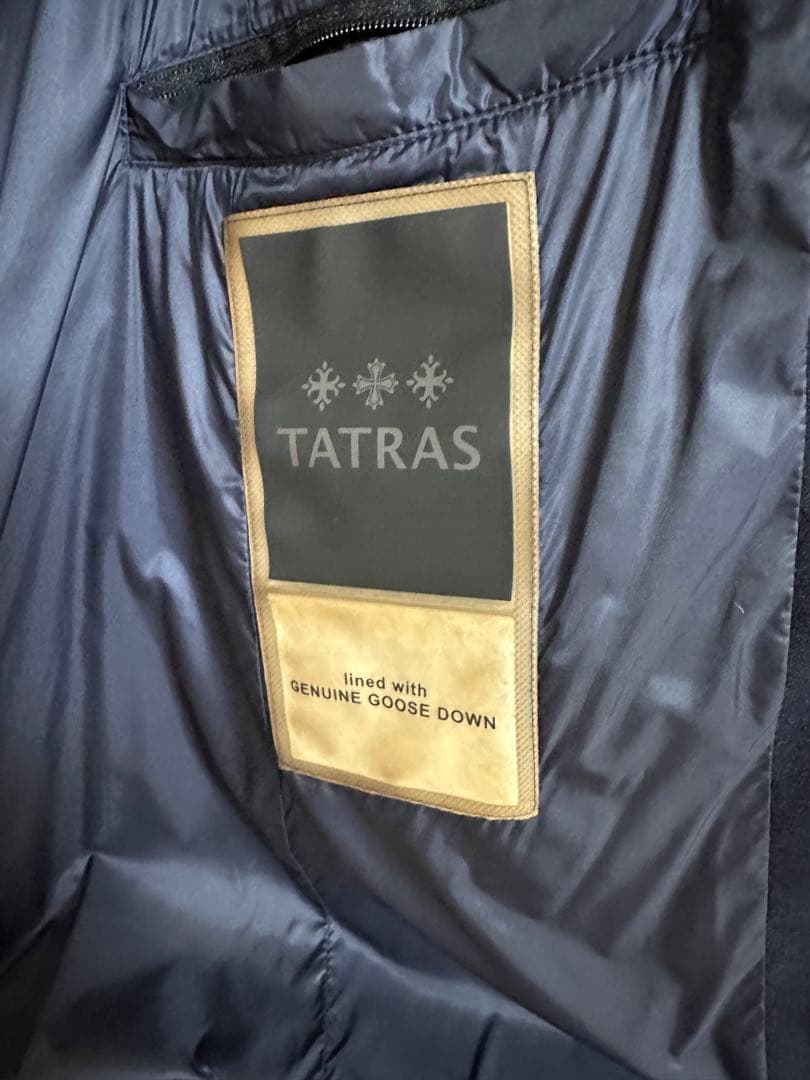 TATRAS
lined with
GENUINE GOOSE DOWN